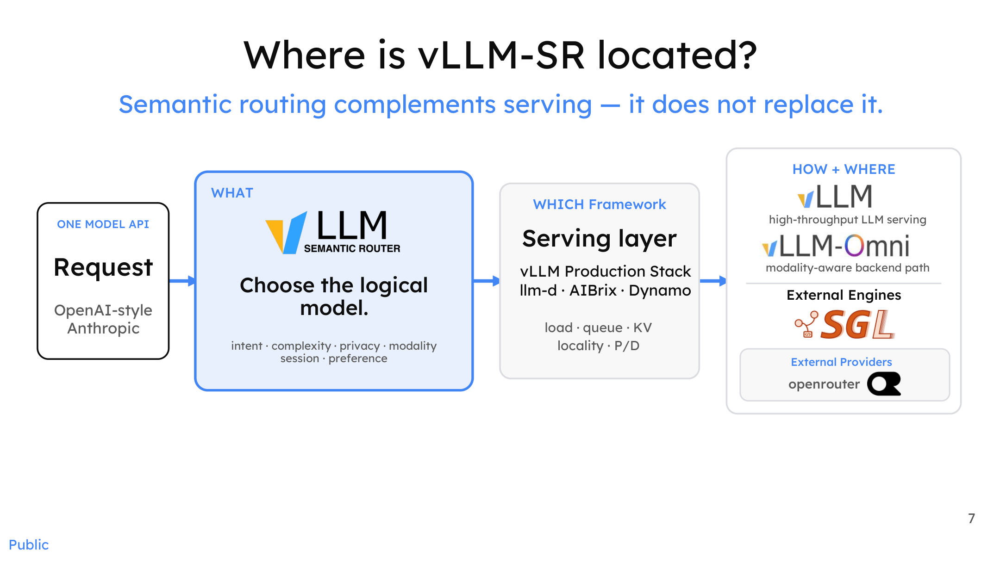 Where is vLLM-SR located?
Semantic routing complements serving — it does not replace it.
ONE MODEL API
Request
OpenAI-style
Anthropic
WHAT
LLM
SEMANTIC ROUTER
Choose the logical
model.
intent · complexity · privacy · modality
session · preference
WHICH Framework
Serving layer
vLLM Production Stack
llm-d · AIBrix · Dynamo
load · queue · KV
locality · P/D
HOW + WHERE
vLLM
high-throughput LLM serving
vLLM-Omni
modality-aware backend path
External Engines
SGL
External Providers
openrouter
7
Public